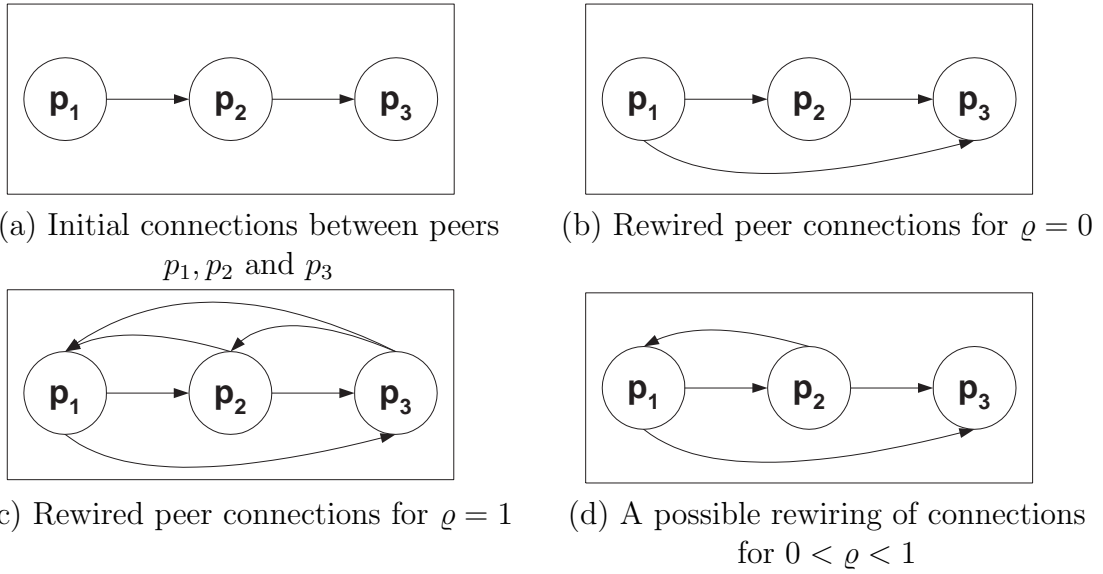 p1 p2 p3
p1 p2 p3
(a) Initial connections between peers
p1, p2 and p3
(b) Rewired peer connections for ϱ = 0
p1 p2 p3
p1 p2 p3
c) Rewired peer connections for ϱ = 1
(d) A possible rewiring of connections
for 0 < ϱ < 1